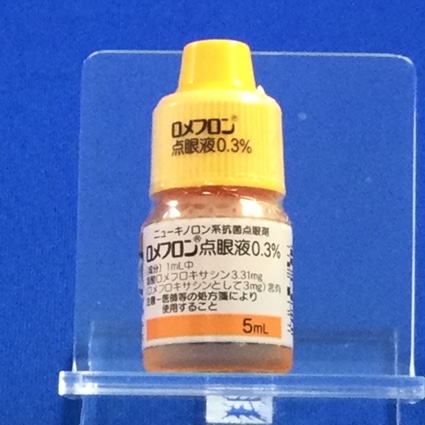 ロメフロン®
点眼液0.3%
ニューキノロン系抗菌点眼剤
ロメフロン®点眼液0.3%
成分) 1mL中
塩酸ロメフロキサシン3.31mg
(ロメフロキサシンとして3mg) 含有
注意－医師等の処方箋により
使用すること
5mL